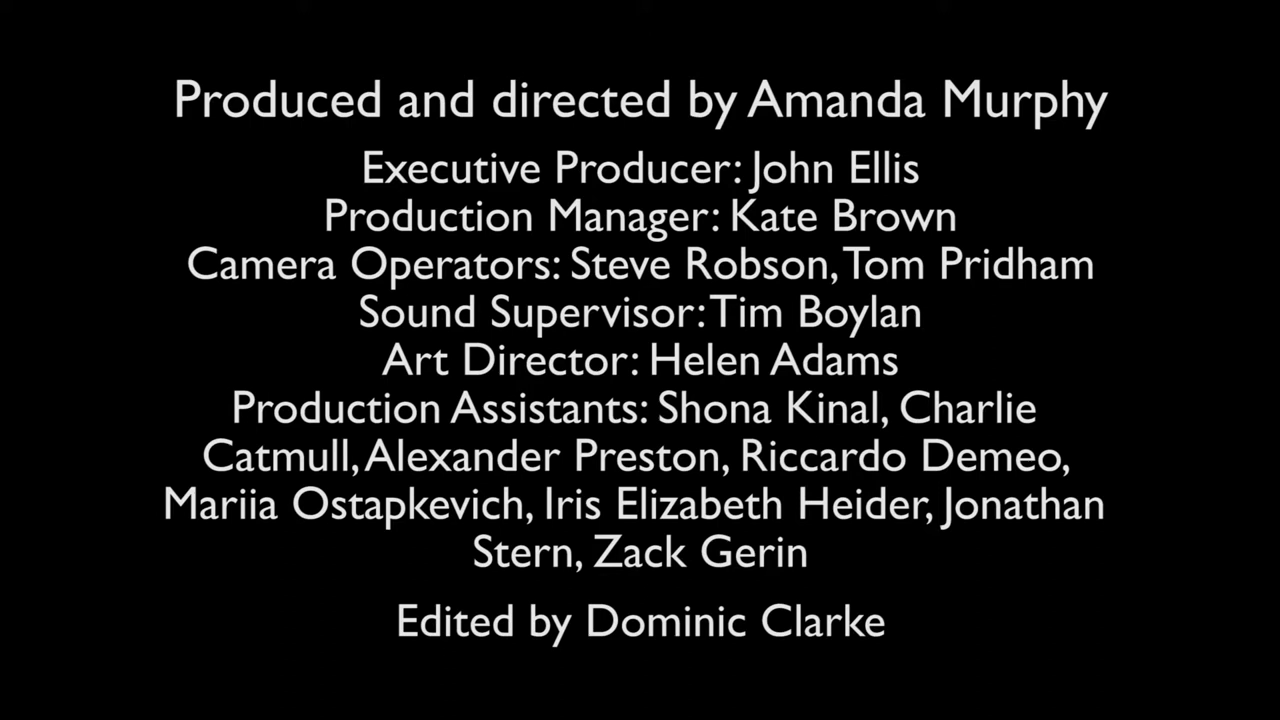 Produced and directed by Amanda Murphy
Executive Producer: John Ellis
Production Manager: Kate Brown
Camera Operators: Steve Robson, Tom Pridham
Sound Supervisor: Tim Boylan
Art Director: Helen Adams
Production Assistants: Shona Kinal, Charlie
Catmull, Alexander Preston, Riccardo Demeo,
Mariia Ostapkevich, Iris Elizabeth Heider, Jonathan
Stern, Zack Gerin
Edited by Dominic Clarke